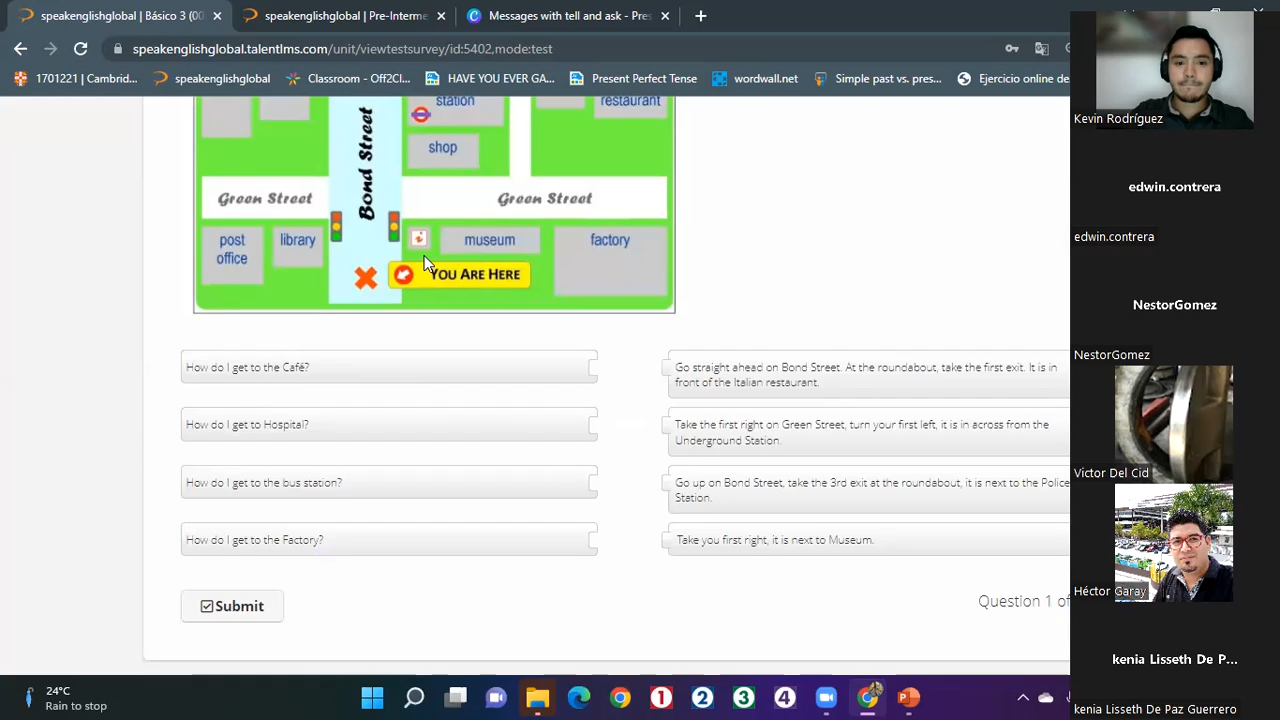 speakenglishglobal | Básico 3 (00
speakenglishglobal | Pre-Interme
Messages with tell and ask - Pres
speakenglishglobal.talentlms.com/unit/viewtestsurvey/id:5402,mode:test
1701221 | Cambrid...
speakenglishglobal
Classroom - Off2Cl...
HAVE YOU EVER GA...
Present Perfect Tense
wordwall.net
Simple past vs. pres...
Ejercicio online de
station
restaurant
shop
Bond Street
Green Street
Green Street
post
office
library
i
museum
factory
YOU ARE HERE
How do I get to the Café?
Go straight ahead on Bond Street. At the roundabout, take the first exit. It is in
front of the Italian restaurant.
How do I get to Hospital?
Take the first right on Green Street, turn your first left, it is in across from the
Underground Station.
How do I get to the bus station?
Go up on Bond Street, take the 3rd exit at the roundabout, it is next to the Police
Station.
How do I get to the Factory?
Take you first right, it is next to Museum.
Submit
Question 1 of
Kevin Rodríguez
edwin.contrera
edwin.contrera
NestorGomez
NestorGomez
Victor Del Cid
Héctor Garay
kenia Lisseth De P...
kenia Lisseth De Paz Guerrero
24°C
Rain to stop
1
2
3
4